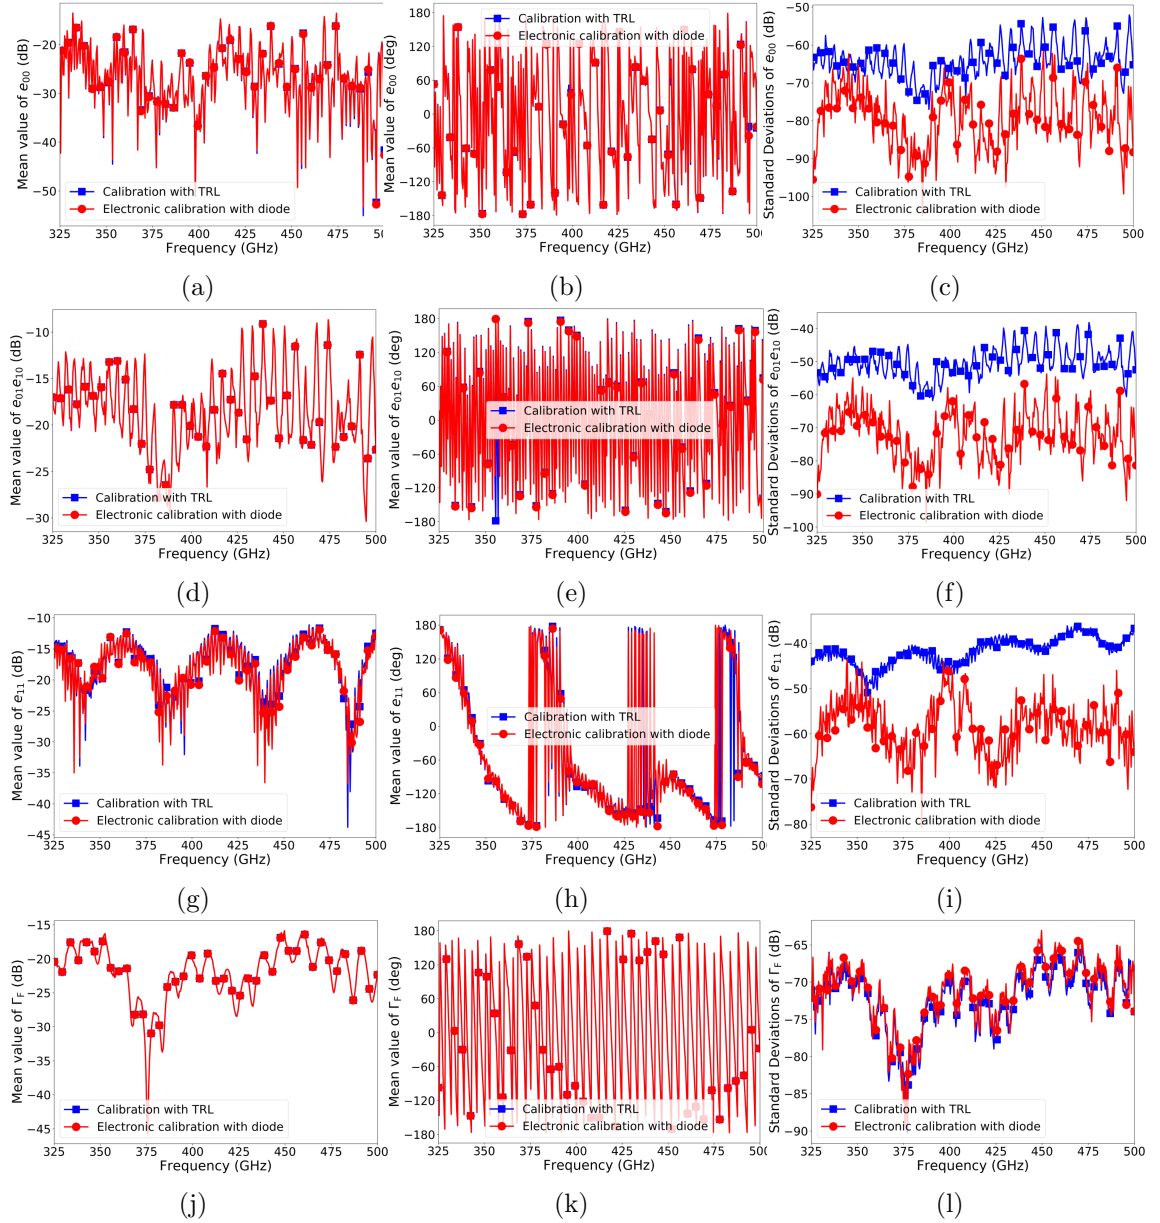 Mean value of e00 (dB)
−20
−30
−40
−50
Calibration with TRL
Electronic calibration with diode
325 350 375 400 425 450 475 50
Frequency (GHz)
(a)
Mean value of e00 (deg)
180
120
60
0
−60
−120
−180
Calibration with TRL
Electronic calibration with diode
325 350 375 400 425 450 475 50
Frequency (GHz)
(b)
Standard Deviations of e00 (dB)
−50
−60
−70
−80
−90
−100
Calibration with TRL
Electronic calibration with diode
325 350 375 400 425 450 475 500
Frequency (GHz)
(c)
Mean value of e01e10 (dB)
−10
−15
−20
−25
−30
Calibration with TRL
Electronic calibration with diode
325 350 375 400 425 450 475 500
Frequency (GHz)
(d)
Mean value of e01e10 (deg)
180
120
60
0
−60
−120
−180
Calibration with TRL
Electronic calibration with diode
325 350 375 400 425 450 475 500
Frequency (GHz)
(e)
Standard Deviations of e01e10 (dB)
−40
−50
−60
−70
−80
−90
−100
Calibration with TRL
Electronic calibration with diode
325 350 375 400 425 450 475 500
Frequency (GHz)
(f)
Mean value of e11 (dB)
−10
−15
−20
−25
−30
−35
−40
−45
Calibration with TRL
Electronic calibration with diode
325 350 375 400 425 450 475 500
Frequency (GHz)
(g)
Mean value of e11 (deg)
180
120
60
0
−60
−120
−180
Calibration with TRL
Electronic calibration with diode
325 350 375 400 425 450 475 500
Frequency (GHz)
(h)
Standard Deviations of e11 (dB)
−40
−50
−60
−70
−80
Calibration with TRL
Electronic calibration with diode
325 350 375 400 425 450 475 500
Frequency (GHz)
(i)
Mean value of ΓF (dB)
−15
−20
−25
−30
−35
−40
−45
Calibration with TRL
Electronic calibration with diode
325 350 375 400 425 450 475 500
Frequency (GHz)
(j)
Mean value of ΓF (deg)
180
120
60
0
−60
−120
−180
Calibration with TRL
Electronic calibration with diode
325 350 375 400 425 450 475 500
Frequency (GHz)
(k)
Standard Deviations of ΓF (dB)
−65
−70
−75
−80
−85
−90
Calibration with TRL
Electronic calibration with diode
325 350 375 400 425 450 475 500
Frequency (GHz)
(l)